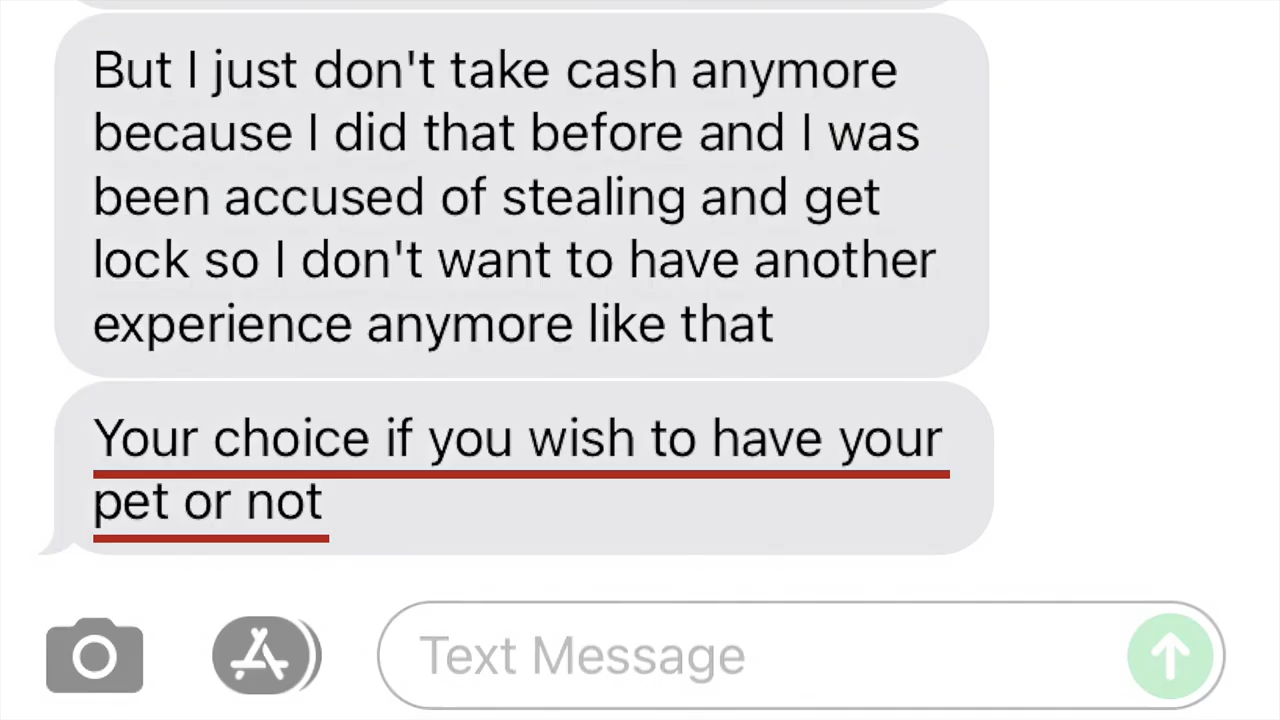 But I just don't take cash anymore
because I did that before and I was
been accused of stealing and get
lock so I don't want to have another
experience anymore like that
Your choice if you wish to have your
pet or not
Text Message